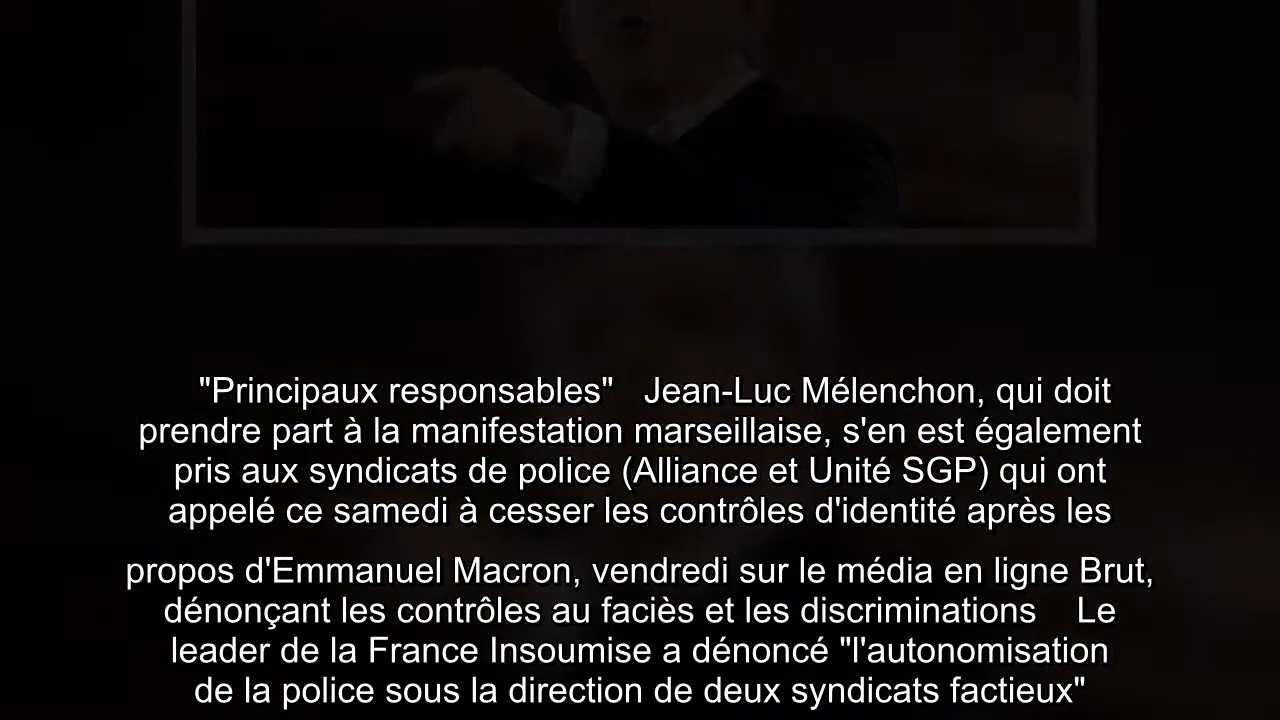 "Principaux responsables"   Jean-Luc Mélenchon, qui doit
prendre part à la manifestation marseillaise, s'en est également
pris aux syndicats de police (Alliance et Unité SGP) qui ont
appelé ce samedi à cesser les contrôles d'identité après les
propos d'Emmanuel Macron, vendredi sur le média en ligne Brut,
dénonçant les contrôles au faciès et les discriminations    Le
leader de la France Insoumise a dénoncé "l'autonomisation
de la police sous la direction de deux syndicats factieux"